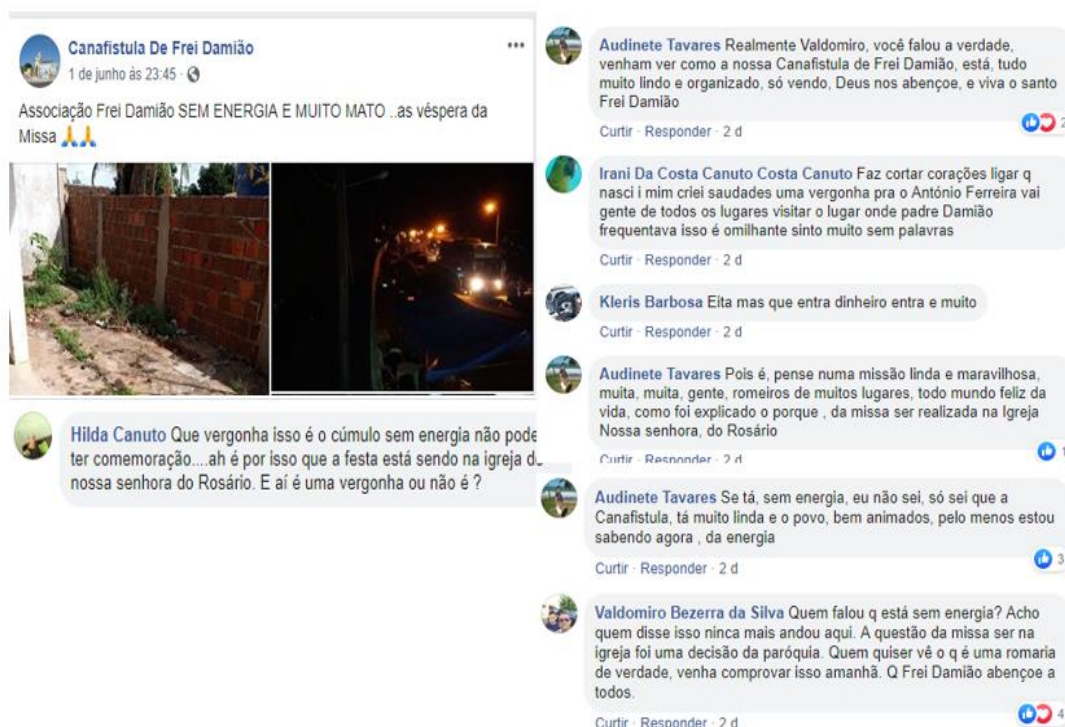 Canafistula De Frei Damião
1 de junho às 23:45 ·
Associação Frei Damião SEM ENERGIA E MUITO MATO ..as véspera da
Missa 🙏🙏
Hilda Canuto Que vergonha isso é o cúmulo sem energia não pode
ter comemoração....ah é por isso que a festa está sendo na igreja
nossa senhora do Rosário. E aí é uma vergonha ou não é ?
Audinete Tavares Realmente Valdomiro, você falou a verdade,
venham ver como a nossa Canafistula de Frei Damião, está, tudo
muito lindo e organizado, só vendo, Deus nos abençoe, e viva o santo
Frei Damião
2
Curtir · Responder · 2 d
Irani Da Costa Canuto Costa Canuto Faz cortar corações ligar q
nasci i mim criei saudades uma vergonha pra o António Ferreira vai
gente de todos os lugares visitar o lugar onde padre Damião
frequentava isso é omilhante sinto muito sem palavras
Curtir · Responder · 2 d
Kleris Barbosa Eita mas que entra dinheiro entra e muito
Curtir · Responder · 2 d
Audinete Tavares Pois é, pense numa missão linda e maravilhosa,
muita, muita, gente, romeiros de muitos lugares, todo mundo feliz da
vida, como foi explicado o porque , da missa ser realizada na Igreja
Nossa senhora, do Rosário
1
Curtir · Responder · 2 d
Audinete Tavares Se tá, sem energia, eu não sei, só sei que a
Canafistula, tá muito linda e o povo, bem animados, pelo menos estou
sabendo agora , da energia
3
Curtir · Responder · 2 d
Valdomiro Bezerra da Silva Quem falou q está sem energia? Acho
quem disse isso ninca mais andou aqui. A questão da missa ser na
igreja foi uma decisão da paróquia. Quem quiser vê o q é uma romaria
de verdade, venha comprovar isso amanhã. Q Frei Damião abençoe a
todos.
4
Curtir · Responder · 2 d